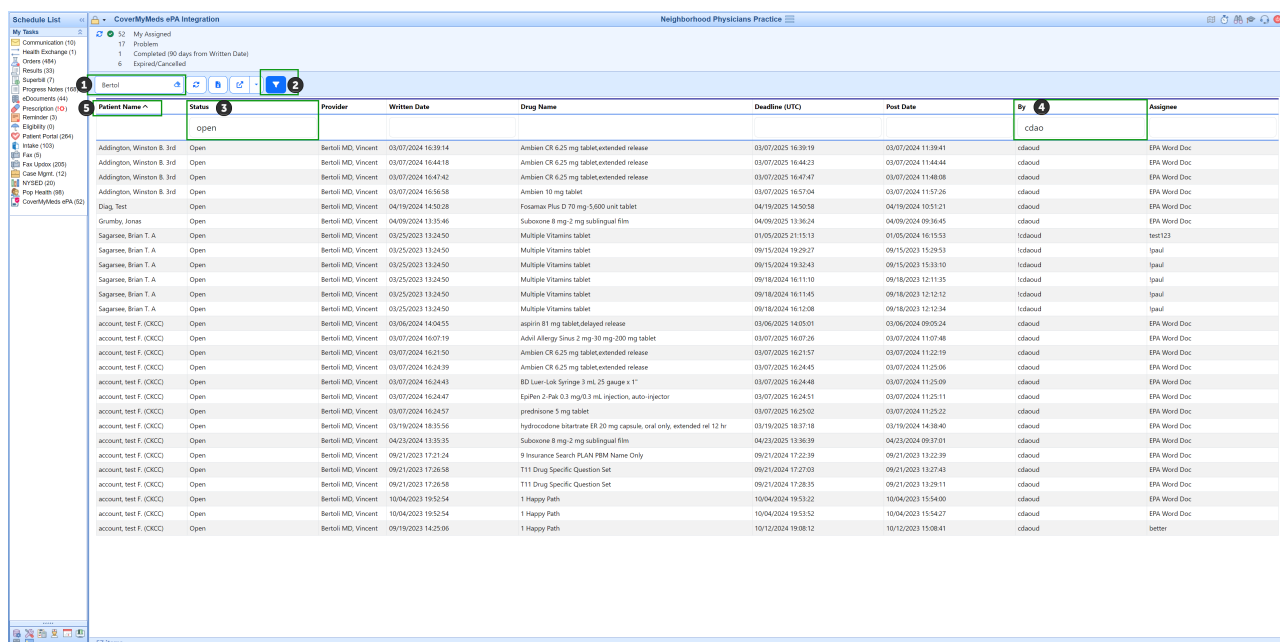 Schedule List «
CoverMyMeds ePA Integration
Neighborhood Physicians Practice
My Tasks
Communication (10)
Health Exchange (1)
Orders (484)
Results (33)
Superbill (7)
Progress Notes (168)
eDocuments (44)
Prescription (!0)
Reminder (3)
Eligibility (0)
Patient Portal (264)
Intake (103)
Fax (5)
Fax Updox (205)
Case Mgmt. (12)
NYSED (20)
Pop Health (98)
CoverMyMeds ePA (52)
52 My Assigned
17 Problem
1 Completed (90 days from Written Date)
6 Expired/Cancelled
1 Bertol 2
5 Patient Name Status 3 Provider Written Date Drug Name Deadline (UTC) Post Date By 4 Assignee
open cdao
Addington, Winston B. 3rd Open Bertoli MD, Vincent 03/07/2024 16:39:14 Ambien CR 6.25 mg tablet,extended release 03/07/2025 16:39:19 03/07/2024 11:39:41 cdaoud EPA Word Doc
Addington, Winston B. 3rd Open Bertoli MD, Vincent 03/07/2024 16:44:18 Ambien CR 6.25 mg tablet,extended release 03/07/2025 16:44:23 03/07/2024 11:44:44 cdaoud EPA Word Doc
Addington, Winston B. 3rd Open Bertoli MD, Vincent 03/07/2024 16:47:42 Ambien CR 6.25 mg tablet,extended release 03/07/2025 16:47:47 03/07/2024 11:48:08 cdaoud EPA Word Doc
Addington, Winston B. 3rd Open Bertoli MD, Vincent 03/07/2024 16:56:58 Ambien 10 mg tablet 03/07/2025 16:57:04 03/07/2024 11:57:26 cdaoud EPA Word Doc
Diag, Test Open Bertoli MD, Vincent 04/19/2024 14:50:28 Fosamax Plus D 70 mg-5,600 unit tablet 04/19/2025 14:50:58 04/19/2024 10:51:21 cdaoud EPA Word Doc
Grumby, Jonas Open Bertoli MD, Vincent 04/09/2024 13:35:46 Suboxone 8 mg-2 mg sublingual film 04/09/2025 13:36:24 04/09/2024 09:36:45 cdaoud EPA Word Doc
Sagarsee, Brian T. A Open Bertoli MD, Vincent 03/25/2023 13:24:50 Multiple Vitamins tablet 01/05/2025 21:15:13 01/05/2024 16:15:53 !cdaoud test123
Sagarsee, Brian T. A Open Bertoli MD, Vincent 03/25/2023 13:24:50 Multiple Vitamins tablet 09/15/2024 19:29:27 09/15/2023 15:29:53 !cdaoud !paul
Sagarsee, Brian T. A Open Bertoli MD, Vincent 03/25/2023 13:24:50 Multiple Vitamins tablet 09/15/2024 19:32:43 09/15/2023 15:33:10 !cdaoud !paul
Sagarsee, Brian T. A Open Bertoli MD, Vincent 03/25/2023 13:24:50 Multiple Vitamins tablet 09/18/2024 16:11:10 09/18/2023 12:11:35 !cdaoud !paul
Sagarsee, Brian T. A Open Bertoli MD, Vincent 03/25/2023 13:24:50 Multiple Vitamins tablet 09/18/2024 16:11:45 09/18/2023 12:12:12 !cdaoud !paul
Sagarsee, Brian T. A Open Bertoli MD, Vincent 03/25/2023 13:24:50 Multiple Vitamins tablet 09/18/2024 16:12:08 09/18/2023 12:12:34 !cdaoud !paul
account, test F. (CKCC) Open Bertoli MD, Vincent 03/06/2024 14:04:55 aspirin 81 mg tablet,delayed release 03/06/2025 14:05:01 03/06/2024 09:05:24 cdaoud EPA Word Doc
account, test F. (CKCC) Open Bertoli MD, Vincent 03/07/2024 16:07:19 Advil Allergy Sinus 2 mg-30 mg-200 mg tablet 03/07/2025 16:07:26 03/07/2024 11:07:48 cdaoud EPA Word Doc
account, test F. (CKCC) Open Bertoli MD, Vincent 03/07/2024 16:21:50 Ambien CR 6.25 mg tablet,extended release 03/07/2025 16:21:57 03/07/2024 11:22:19 cdaoud EPA Word Doc
account, test F. (CKCC) Open Bertoli MD, Vincent 03/07/2024 16:24:39 Ambien CR 6.25 mg tablet,extended release 03/07/2025 16:24:45 03/07/2024 11:25:06 cdaoud EPA Word Doc
account, test F. (CKCC) Open Bertoli MD, Vincent 03/07/2024 16:24:43 BD Luer-Lok Syringe 3 mL 25 gauge x 1" 03/07/2025 16:24:48 03/07/2024 11:25:09 cdaoud EPA Word Doc
account, test F. (CKCC) Open Bertoli MD, Vincent 03/07/2024 16:24:47 EpiPen 2-Pak 0.3 mg/0.3 mL injection, auto-injector 03/07/2025 16:24:51 03/07/2024 11:25:11 cdaoud EPA Word Doc
account, test F. (CKCC) Open Bertoli MD, Vincent 03/07/2024 16:24:57 prednisone 5 mg tablet 03/07/2025 16:25:02 03/07/2024 11:25:22 cdaoud EPA Word Doc
account, test F. (CKCC) Open Bertoli MD, Vincent 03/19/2024 18:35:56 hydrocodone bitartrate ER 20 mg capsule, oral only, extended rel 12 hr 03/19/2025 18:37:18 03/19/2024 14:38:40 cdaoud EPA Word Doc
account, test F. (CKCC) Open Bertoli MD, Vincent 04/23/2024 13:35:35 Suboxone 8 mg-2 mg sublingual film 04/23/2025 13:36:39 04/23/2024 09:37:01 cdaoud EPA Word Doc
account, test F. (CKCC) Open Bertoli MD, Vincent 09/21/2023 17:21:24 9 Insurance Search PLAN PBM Name Only 09/21/2024 17:22:39 09/21/2023 13:22:39 cdaoud EPA Word Doc
account, test F. (CKCC) Open Bertoli MD, Vincent 09/21/2023 17:26:58 T11 Drug Specific Question Set 09/21/2024 17:27:03 09/21/2023 13:27:43 cdaoud EPA Word Doc
account, test F. (CKCC) Open Bertoli MD, Vincent 09/21/2023 17:26:58 T11 Drug Specific Question Set 09/21/2024 17:28:35 09/21/2023 13:29:11 cdaoud EPA Word Doc
account, test F. (CKCC) Open Bertoli MD, Vincent 10/04/2023 19:52:54 1 Happy Path 10/04/2024 19:53:22 10/04/2023 15:54:00 cdaoud EPA Word Doc
account, test F. (CKCC) Open Bertoli MD, Vincent 10/04/2023 19:52:54 1 Happy Path 10/04/2024 19:53:52 10/04/2023 15:54:27 cdaoud EPA Word Doc
account, test F. (CKCC) Open Bertoli MD, Vincent 09/19/2023 14:25:06 1 Happy Path 10/12/2024 19:08:12 10/12/2023 15:08:41 cdaoud better